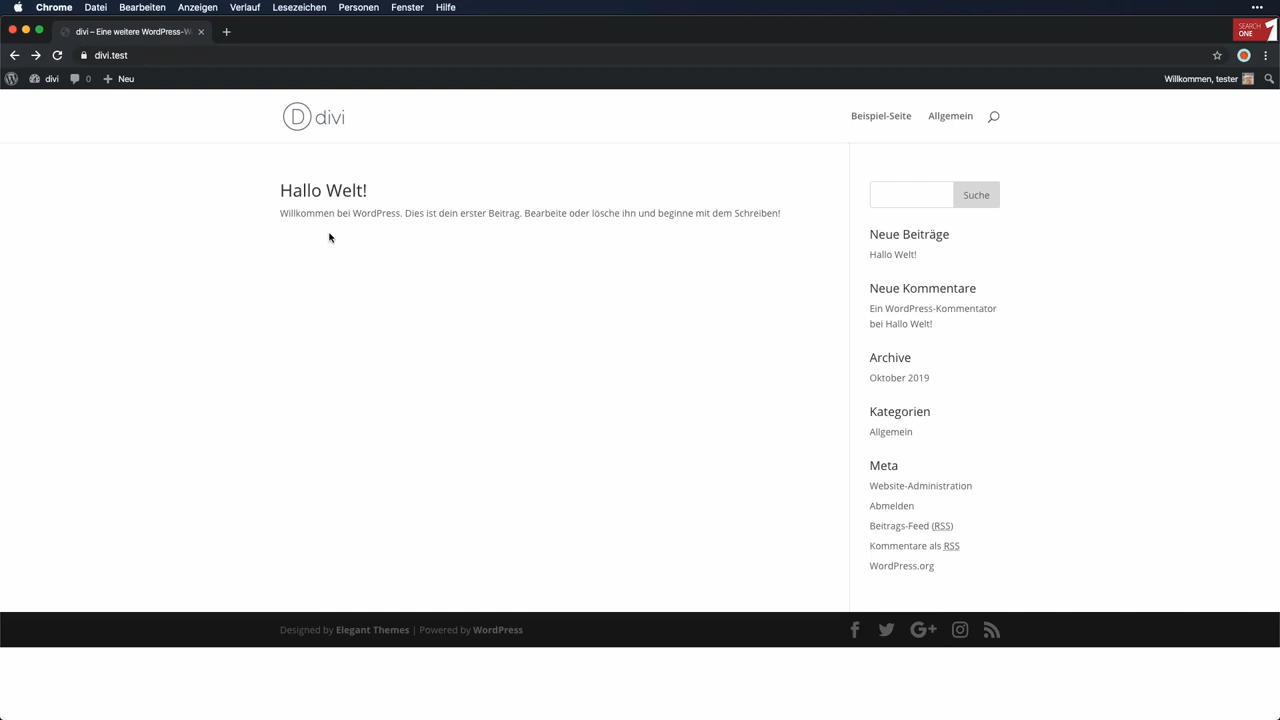 Chrome Datei Bearbeiten Anzeigen Verlauf Lesezeichen Personen Fenster Hilfe
divi – Eine weitere WordPress-W
SEARCH
ONE
divi.test
divi 0 Neu
Willkommen, tester
D divi
Beispiel-Seite Allgemein
Hallo Welt!
Willkommen bei WordPress. Dies ist dein erster Beitrag. Bearbeite oder lösche ihn und beginne mit dem Schreiben!
Suche
Neue Beiträge
Hallo Welt!
Neue Kommentare
Ein WordPress-Kommentator
bei Hallo Welt!
Archive
Oktober 2019
Kategorien
Allgemein
Meta
Website-Administration
Abmelden
Beitrags-Feed (RSS)
Kommentare als RSS
WordPress.org
Designed by Elegant Themes | Powered by WordPress
G+